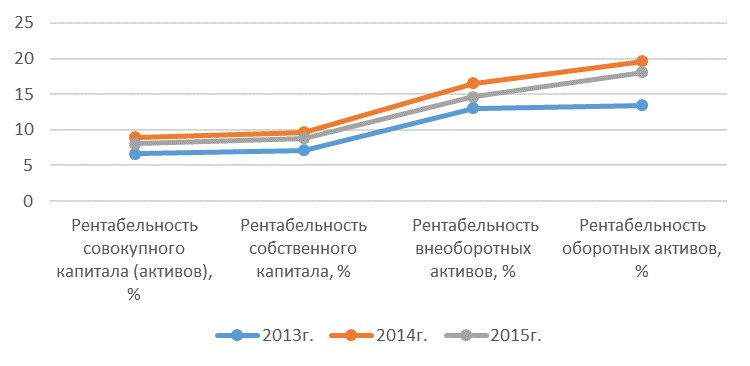 25
20
15
10
5
0
Рентабельность совокупного капитала (активов), %
Рентабельность собственного капитала, %
Рентабельность внеоборотных активов, %
Рентабельность оборотных активов, %
2013г.
2014г.
2015г.